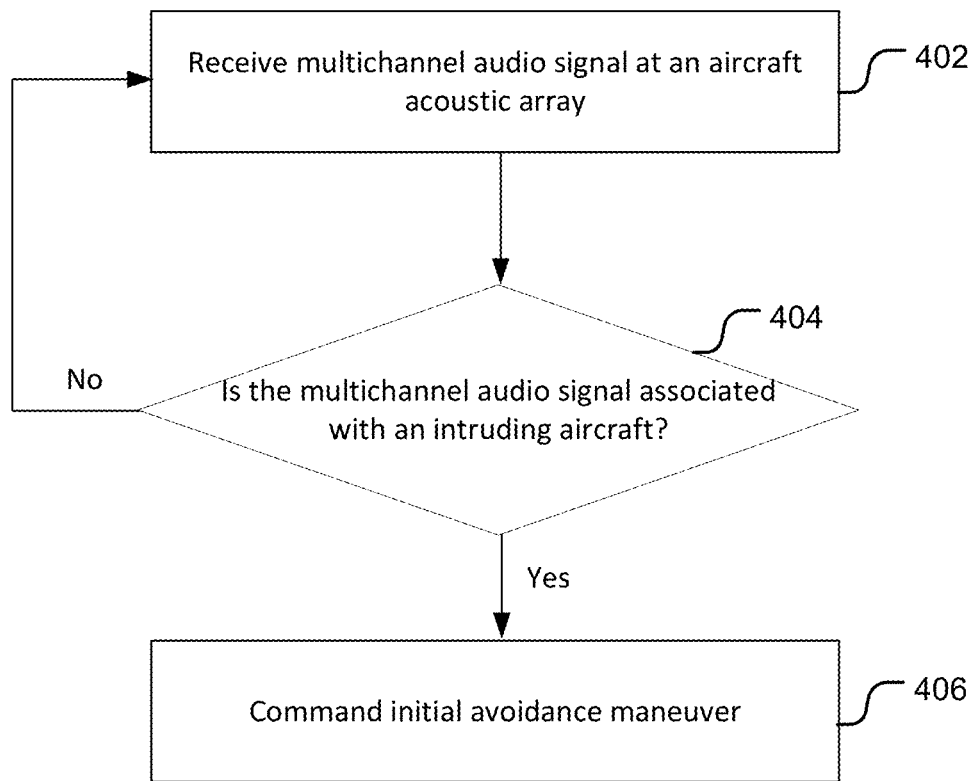 Receive multichannel audio signal at an aircraft
acoustic array
402
404
No
Is the multichannel audio signal associated
with an intruding aircraft?
Yes
Command initial avoidance maneuver
406